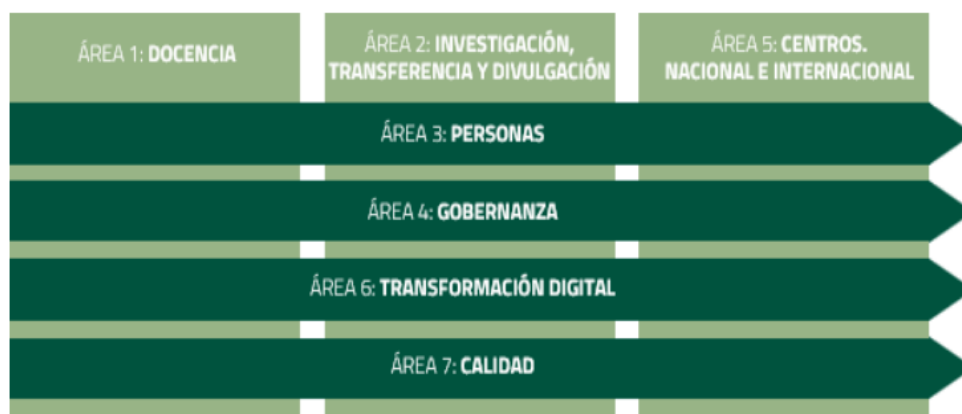 ÁREA 1: DOCENCIA
ÁREA 2: INVESTIGACIÓN,
TRANSFERENCIA Y DIVULGACIÓN
ÁREA 5: CENTROS.
NACIONAL E INTERNACIONAL
ÁREA 3: PERSONAS
ÁREA 4: GOBERNANZA
ÁREA 6: TRANSFORMACIÓN DIGITAL
ÁREA 7: CALIDAD